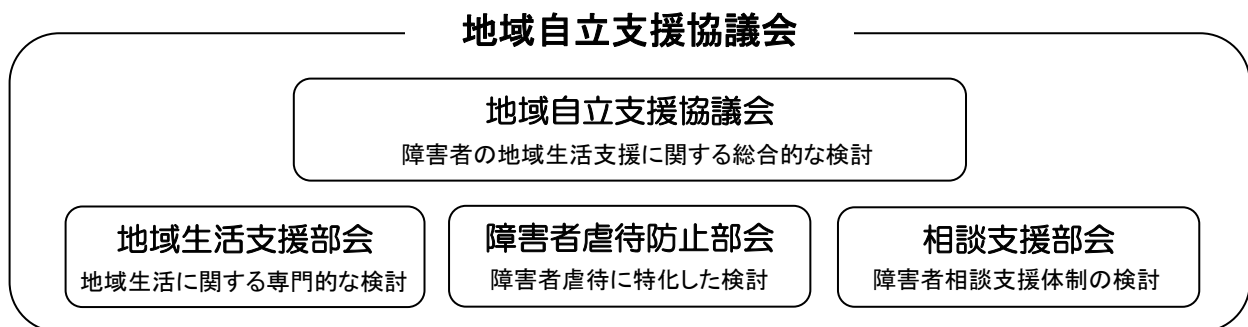 地域自立支援協議会
地域自立支援協議会
障害者の地域生活支援に関する総合的な検討
地域生活支援部会
地域生活に関する専門的な検討
障害者虐待防止部会
障害者虐待に特化した検討
相談支援部会
障害者相談支援体制の検討